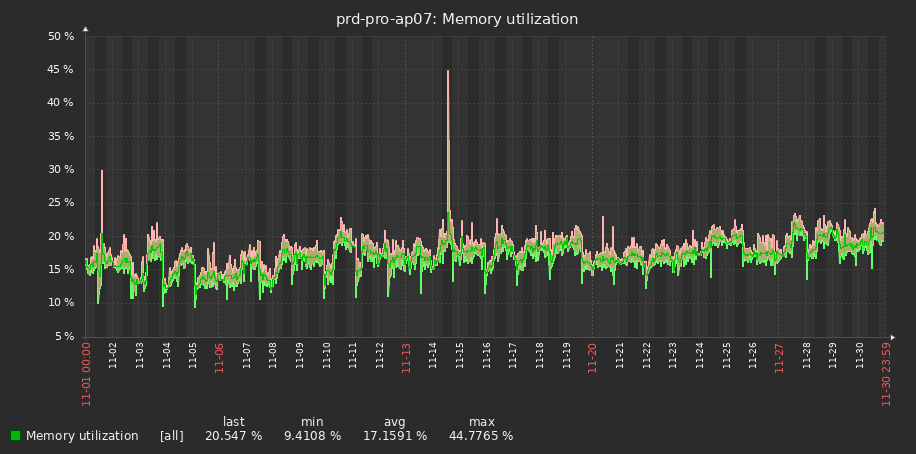 prd-pro-ap07: Memory utilization
50 %
45 %
40 %
35 %
30 %
25 %
20 %
15 %
10 %
5 %
11-01 00:00 11-02 11-03 11-04 11-05 11-06 11-07 11-08 11-09 11-10 11-11 11-12 11-13 11-14 11-15 11-16 11-17 11-18 11-19 11-20 11-21 11-22 11-23 11-24 11-25 11-26 11-27 11-28 11-29 11-30 11-30 23:59
last min avg max
Memory utilization [all] 20.547 % 9.4108 % 17.1591 % 44.7765 %